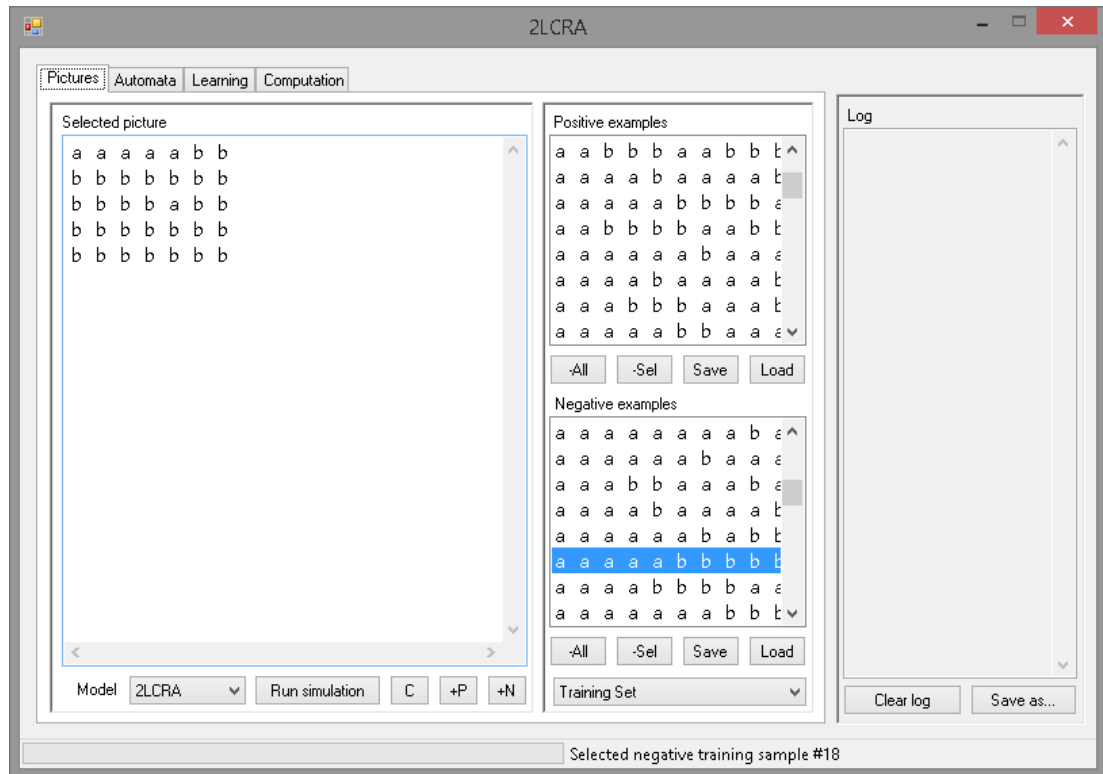 2LCRA
Pictures Automata Learning Computation
Selected picture
a a a a a b b
b b b b b b b
b b b b a b b
b b b b b b b
b b b b b b b
Model 2LCRA Run simulation C +P +N
Positive examples
a a b b b a a b b b
a a a a b a a a a b
a a a a a b b b b a
a a b b b b a a b b
a a a a a a b a a a
a a a a b a a a a b
a a a b b b a a a b
a a a a a b b a a a
-All -Sel Save Load
Negative examples
a a a a a a a a b a
a a a a a a b a a a
a a a b b a a a b a
a a a a b a a a a b
a a a a a a b a b b
a a a a a b b b b b
a a a a b b b b a a
a a a a a a a b b b
-All -Sel Save Load
Training Set
Log
Clear log Save as...
Selected negative training sample #18